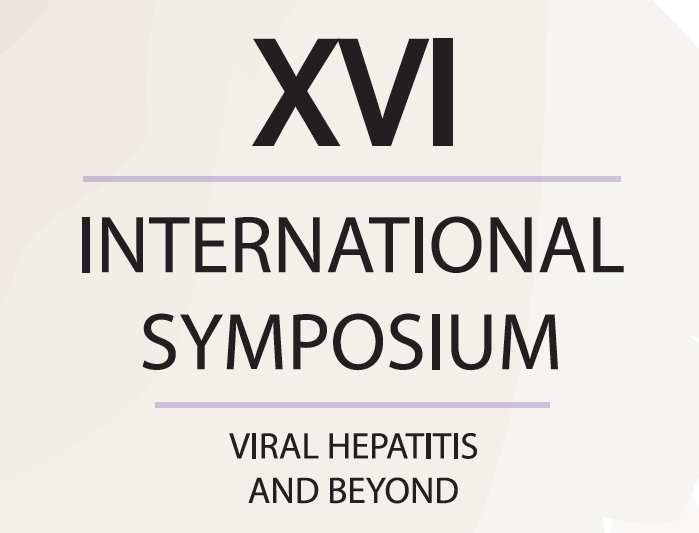 XVI
INTERNATIONAL
SYMPOSIUM
VIRAL HEPATITIS
AND BEYOND